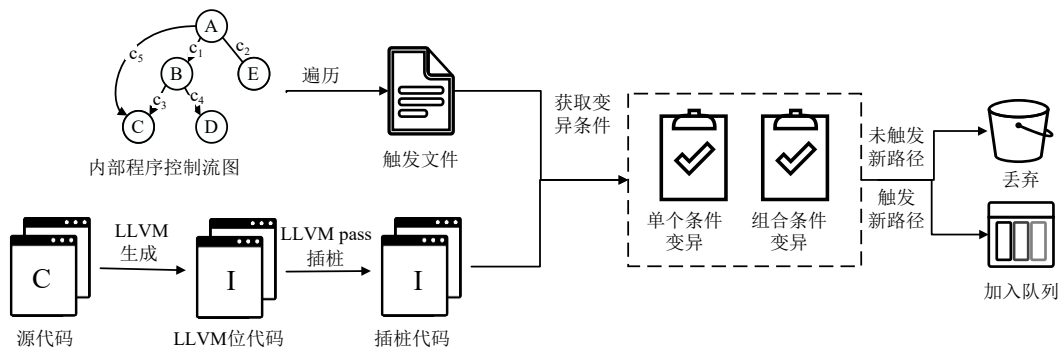 A
c₅
c₁
c₂
B
E
c₃
c₄
C
D
内部程序控制流图
遍历
触发文件
获取变
异条件
单个条件
变异
组合条件
变异
未触发
新路径
丢弃
触发
新路径
加入队列
C
源代码
LLVM
生成
I
LLVM位代码
LLVM pass
插桩
I
插桩代码